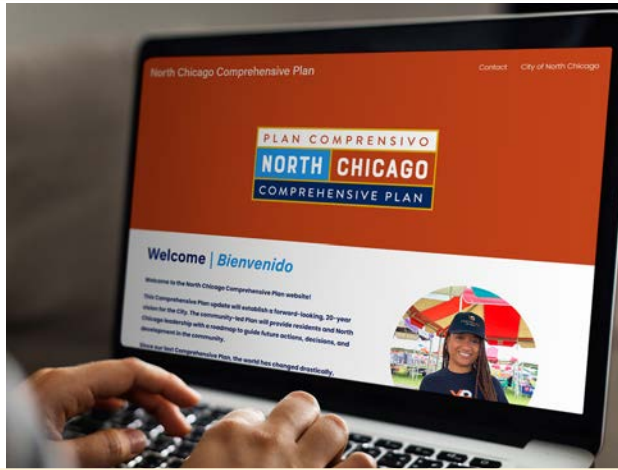 North Chicago Comprehensive Plan
Contact City of North Chicago
PLAN COMPRENSIVO
NORTH CHICAGO
COMPREHENSIVE PLAN
Welcome | Bienvenido
Welcome to the North Chicago Comprehensive Plan website!
This Comprehensive Plan update will establish a forward-looking, 20-year
vision for the City. The community-led Plan will provide residents and North
Chicago leadership with a roadmap to guide future actions, decisions, and
development in the community.
Since our last Comprehensive Plan, the world has changed drastically,